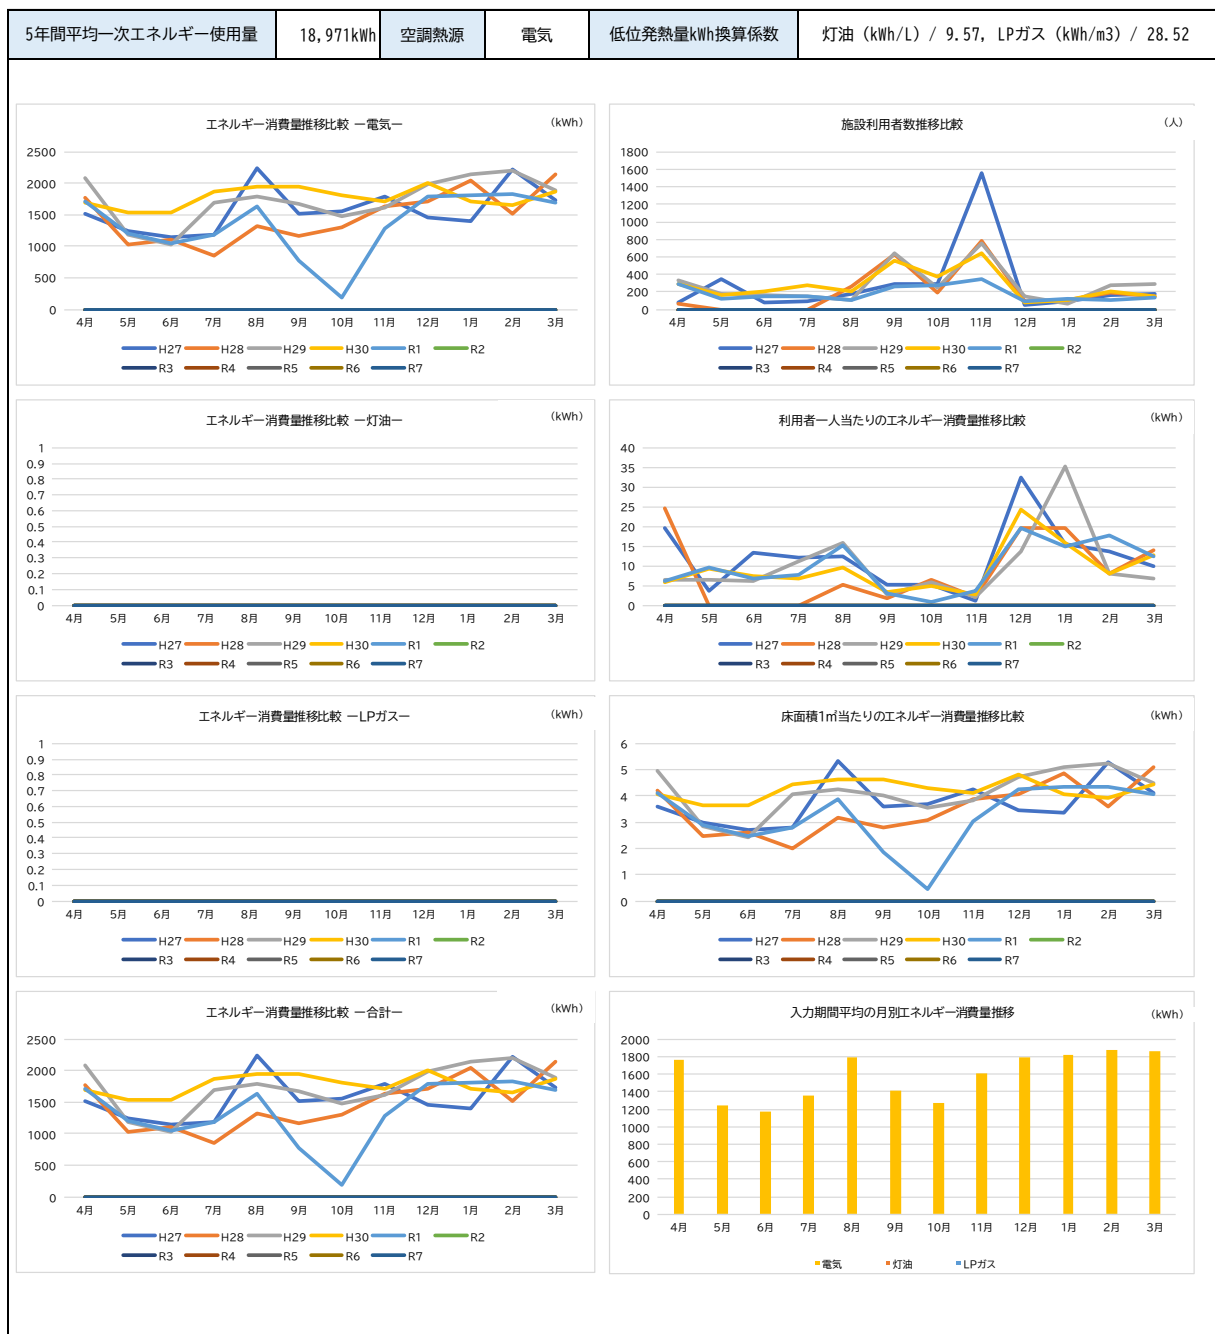 5年間平均一次エネルギー使用量 18,971kWh 空調熱源 電気 低位発熱量kWh換算係数 灯油（kWh/L）/ 9.57, LPガス（kWh/m3）/ 28.52
エネルギー消費量推移比較 ー電気ー （kWh）
2500
2000
1500
1000
500
0
4月 5月 6月 7月 8月 9月 10月 11月 12月 1月 2月 3月
H27 H28 H29 H30 R1 R2
R3 R4 R5 R6 R7
施設利用者数推移比較 （人）
1800
1600
1400
1200
1000
800
600
400
200
0
4月 5月 6月 7月 8月 9月 10月 11月 12月 1月 2月 3月
H27 H28 H29 H30 R1 R2
R3 R4 R5 R6 R7
エネルギー消費量推移比較 ー灯油ー （kWh）
1
0.9
0.8
0.7
0.6
0.5
0.4
0.3
0.2
0.1
0
4月 5月 6月 7月 8月 9月 10月 11月 12月 1月 2月 3月
H27 H28 H29 H30 R1 R2
R3 R4 R5 R6 R7
利用者一人当たりのエネルギー消費量推移比較 （kWh）
40
35
30
25
20
15
10
5
0
4月 5月 6月 7月 8月 9月 10月 11月 12月 1月 2月 3月
H27 H28 H29 H30 R1 R2
R3 R4 R5 R6 R7
エネルギー消費量推移比較 ーLPガスー （kWh）
1
0.9
0.8
0.7
0.6
0.5
0.4
0.3
0.2
0.1
0
4月 5月 6月 7月 8月 9月 10月 11月 12月 1月 2月 3月
H27 H28 H29 H30 R1 R2
R3 R4 R5 R6 R7
床面積1㎡当たりのエネルギー消費量推移比較 （kWh）
6
5
4
3
2
1
0
4月 5月 6月 7月 8月 9月 10月 11月 12月 1月 2月 3月
H27 H28 H29 H30 R1 R2
R3 R4 R5 R6 R7
エネルギー消費量推移比較 ー合計ー （kWh）
2500
2000
1500
1000
500
0
4月 5月 6月 7月 8月 9月 10月 11月 12月 1月 2月 3月
H27 H28 H29 H30 R1 R2
R3 R4 R5 R6 R7
入力期間平均の月別エネルギー消費量推移 （kWh）
2000
1800
1600
1400
1200
1000
800
600
400
200
0
4月 5月 6月 7月 8月 9月 10月 11月 12月 1月 2月 3月
電気 灯油 LPガス